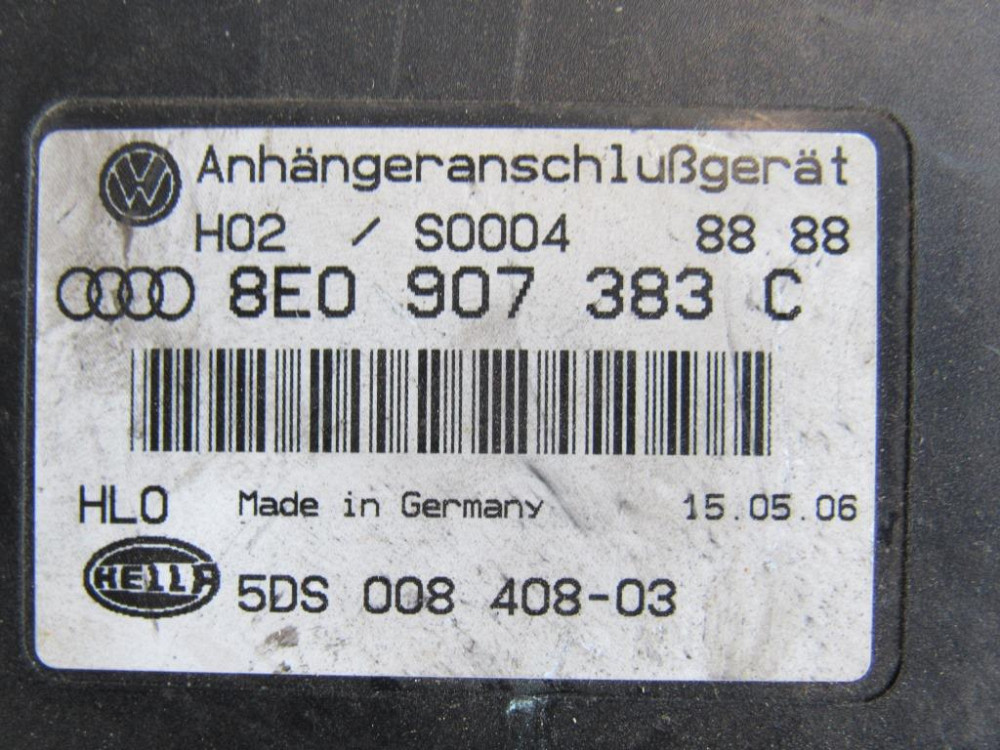 VW Anhängeranschlußgerät
H02 / S0004 88 88
8E0 907 383 C
HLO Made in Germany 15.05.06
HELLA 5DS 008 408-03